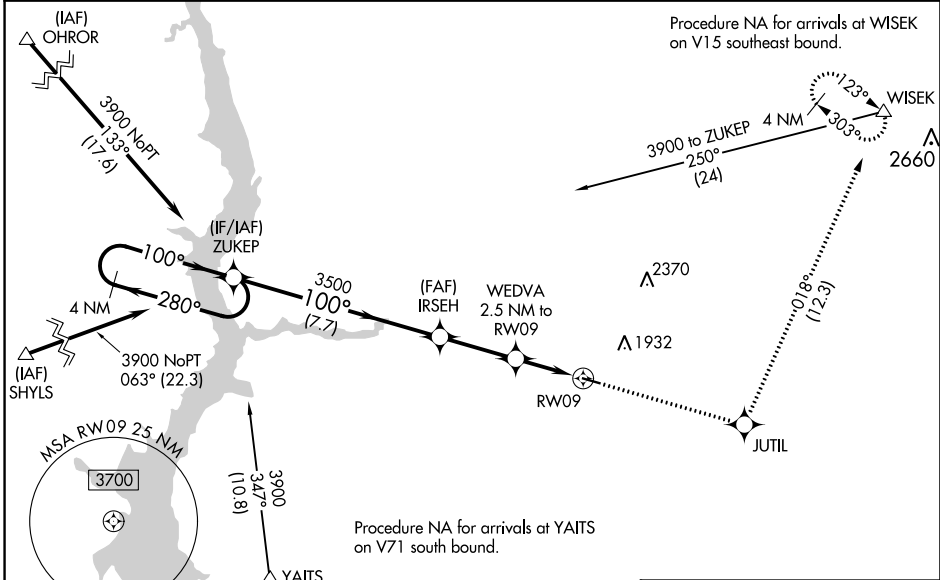 (IAF)
OHROR
3900 NoPT
133°
(17.6)
Procedure NA for arrivals at WISEK
on V15 southeast bound.
123°
303°
4 NM
WISEK
2660
3900 to ZUKEP
250°
(24)
(IF/IAF)
ZUKEP
100°
280°
4 NM
3500
100°
(7.7)
(FAF)
IRSEH
WEDVA
2.5 NM to
RW09
2370
1932
018°
(12.3)
(IAF)
SHYLS
3900 NoPT
063° (22.3)
RW09
JUTIL
MSA RW09 25 NM
3700
3900
347°
(10.8)
Procedure NA for arrivals at YAITS
on V71 south bound.
YAITS